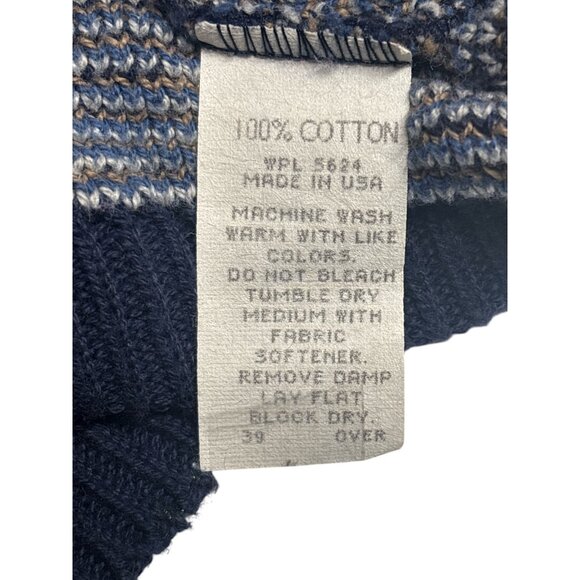 100% COTTON
WPL 5624
MADE IN USA
MACHINE WASH
WARM WITH LIKE
COLORS.
DO NOT BLEACH
TUMBLE DRY
MEDIUM WITH
FABRIC
SOFTENER.
REMOVE DAMP
LAY FLAT
BLOCK DRY.
39 OVER